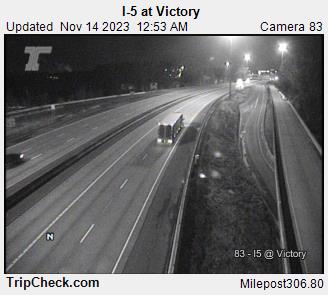 I-5 at Victory
Updated Nov 14 2023 12:53 AM Camera 83
T
N
83 - I5 @ Victory
TripCheck.com Milepost306.80